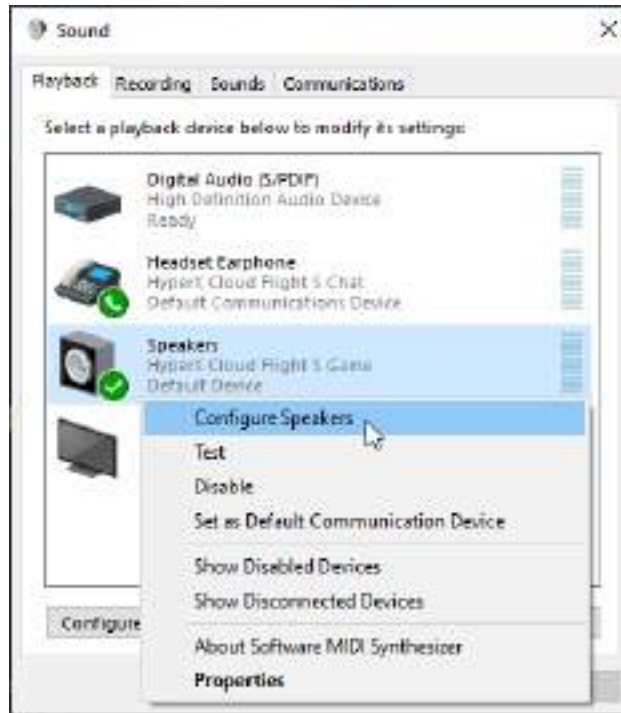 Sound
Playback Recording Sounds Communications
Select a playback device below to modify its settings:
Digital Audio (S/PDIF)
High Definition Audio Device
Ready
Headset Earphone
HyperX Cloud Flight S Chat
Default Communications Device
Speakers
HyperX Cloud Flight S Game
Default Device
Configure Speakers
Test
Disable
Set as Default Communication Device
Show Disabled Devices
Show Disconnected Devices
Configure
About Software MIDI Synthesizer
Properties